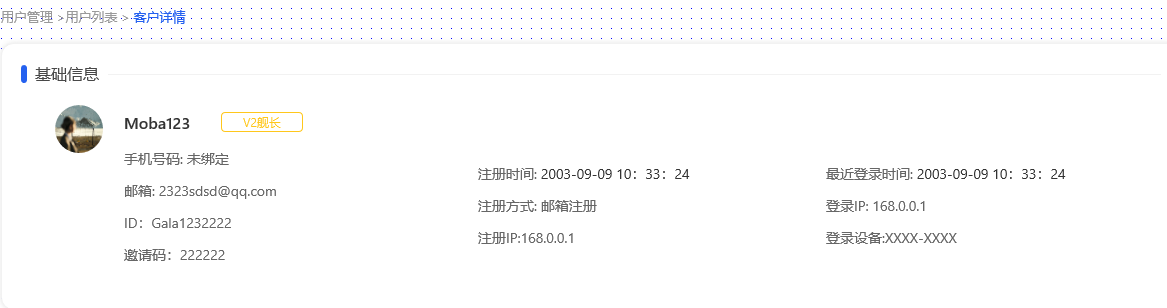 用户管理 >用户列表 > 客户详情
基础信息
Moba123
V2舰长
手机号码: 未绑定
邮箱: 2323sdsd@qq.com
ID：Gala1232222
邀请码：222222
注册时间: 2003-09-09 10：33：24
注册方式: 邮箱注册
注册IP:168.0.0.1
最近登录时间: 2003-09-09 10：33：24
登录IP: 168.0.0.1
登录设备:XXXX-XXXX